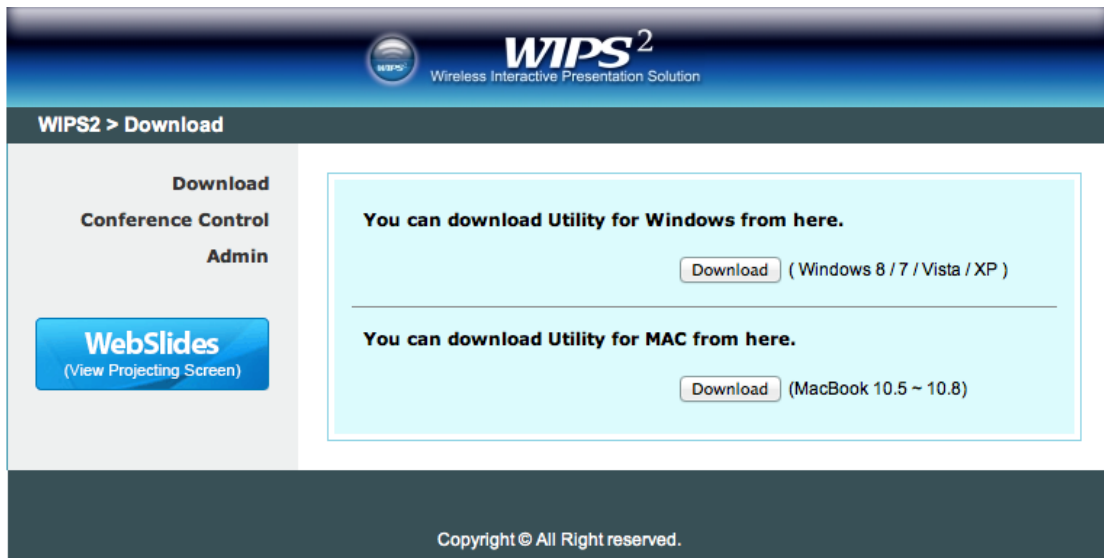 WIPS
WIPS2
Wireless Interactive Presentation Solution
WIPS2 > Download
Download
Conference Control
Admin
WebSlides
(View Projecting Screen)
You can download Utility for Windows from here.
Download ( Windows 8 / 7 / Vista / XP )
You can download Utility for MAC from here.
Download (MacBook 10.5 ~ 10.8)
Copyright © All Right reserved.